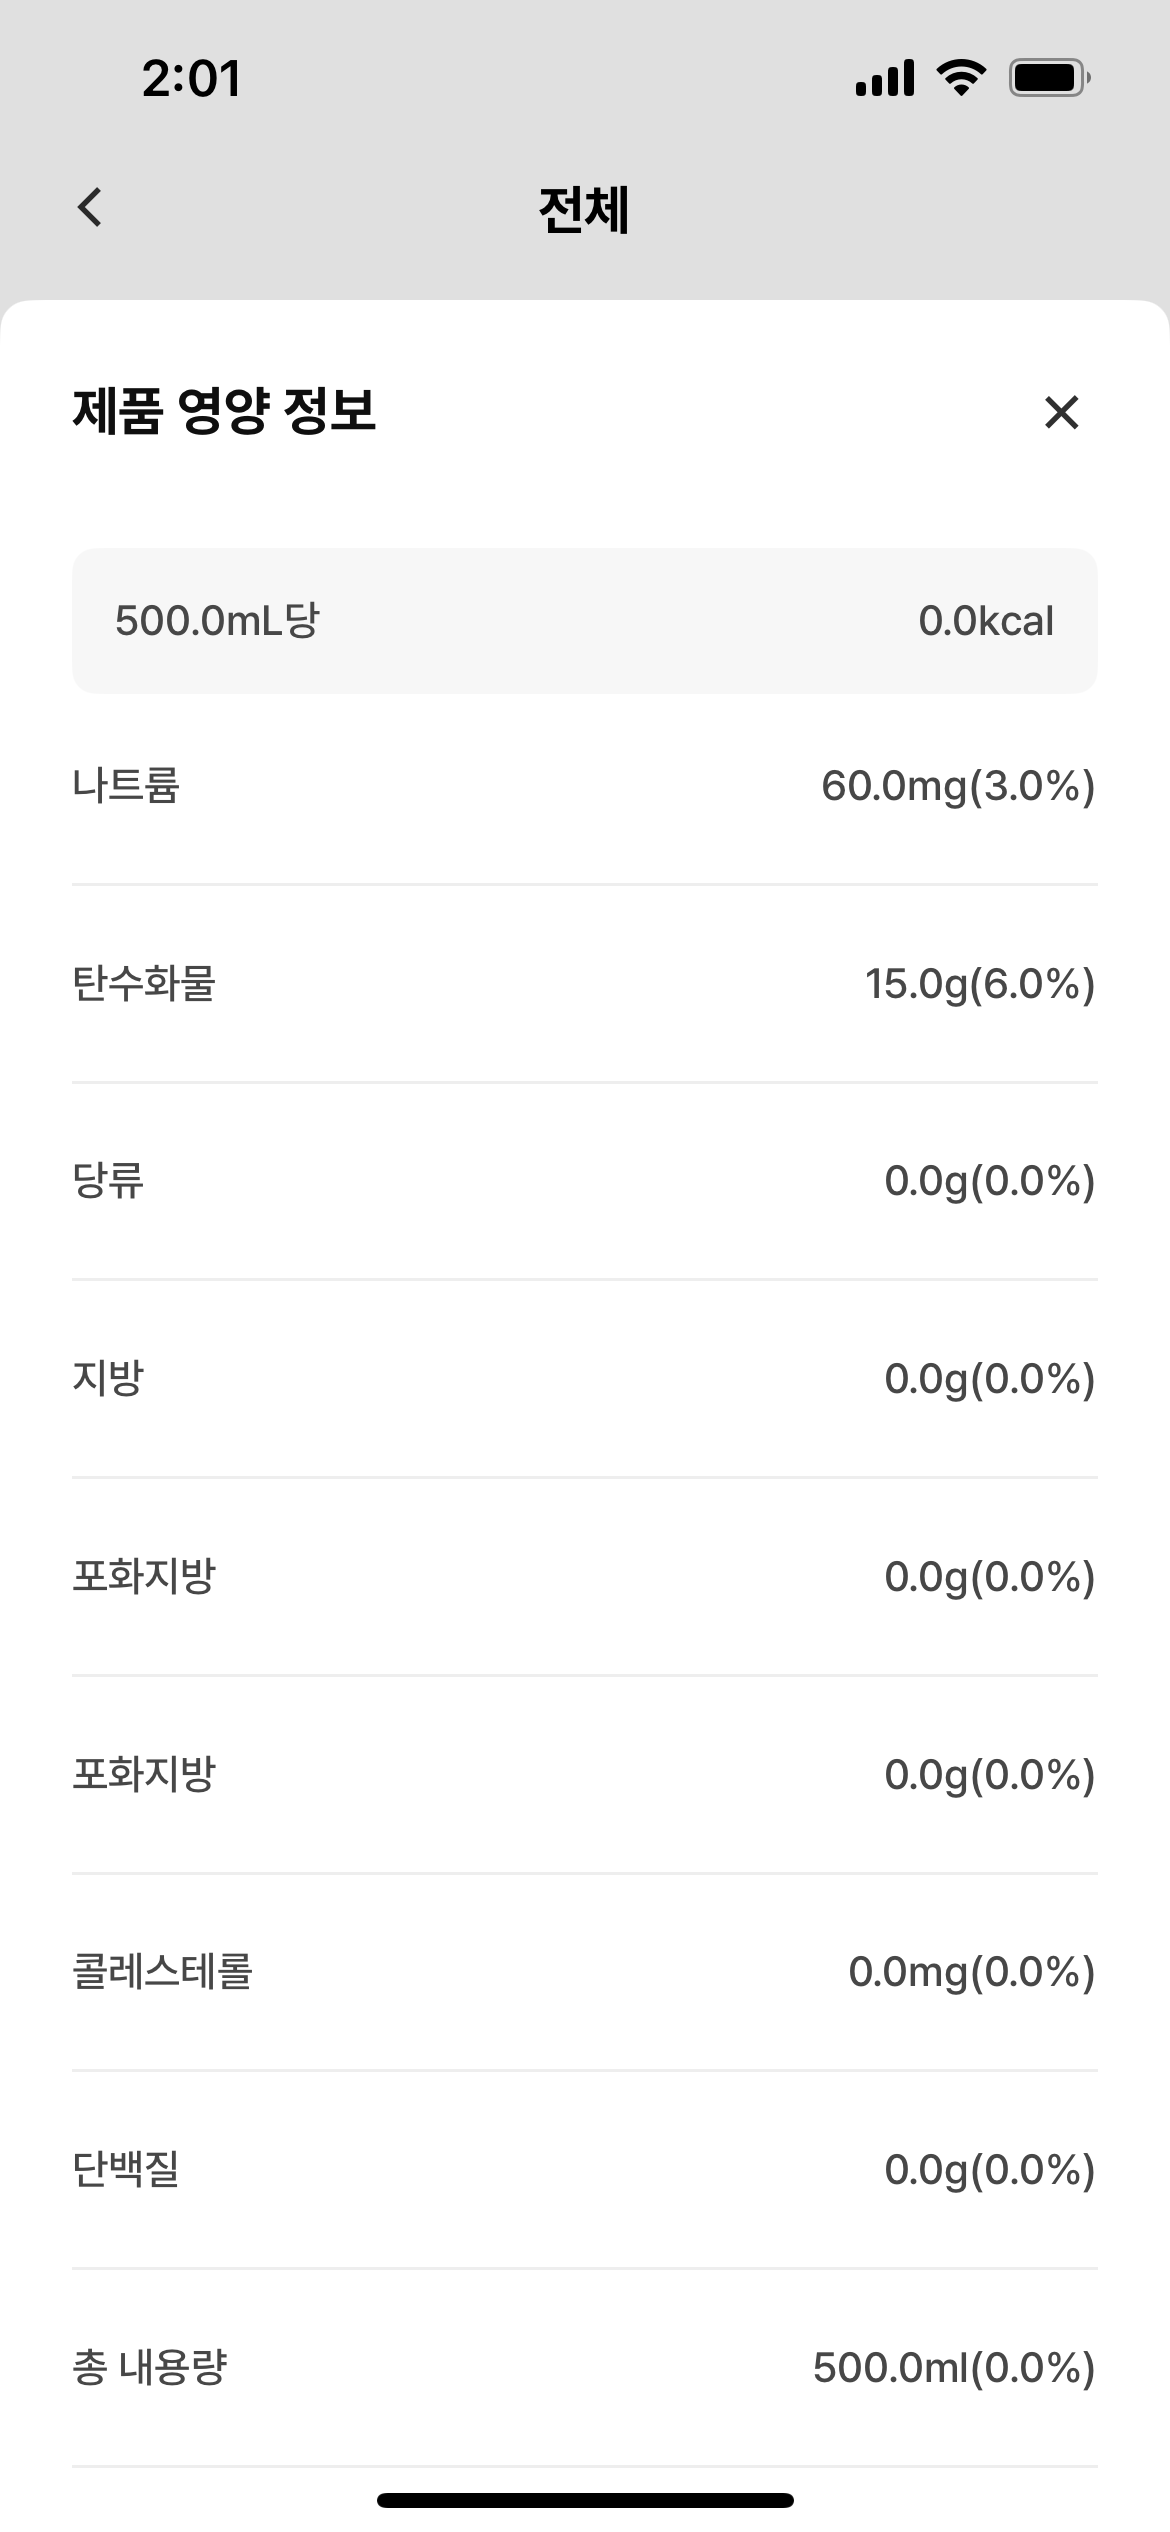 2:01
전체
제품 영양 정보
500.0mL당 0.0kcal
나트륨 60.0mg(3.0%)
탄수화물 15.0g(6.0%)
당류 0.0g(0.0%)
지방 0.0g(0.0%)
포화지방 0.0g(0.0%)
포화지방 0.0g(0.0%)
콜레스테롤 0.0mg(0.0%)
단백질 0.0g(0.0%)
총 내용량 500.0ml(0.0%)